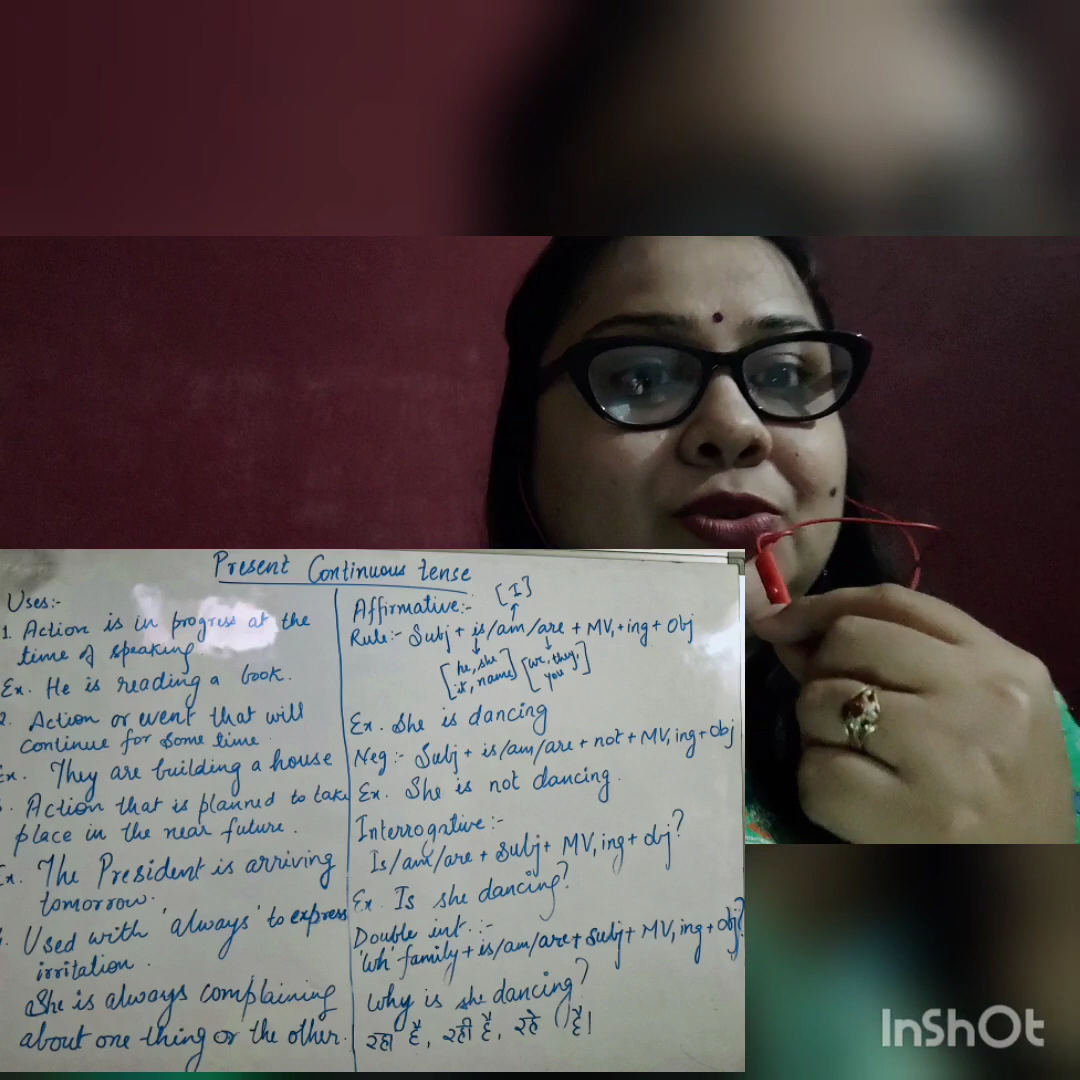 Present Continuous tense
Uses:-
1. Action is in progress at the
time of speaking.
Ex. He is reading a book.
2. Action or event that will
continue for some time.
Ex. They are building a house
3. Action that is planned to take
place in the near future.
Ex. The President is arriving
tomorrow.
4. Used with 'always' to express
irritation.
She is always complaining
about one thing or the other.
Affirmative:- [I]
Rule:- Subj + is/am/are + MV₁+ing+Obj
[he, she [we, they,
it, name] you]
Ex. She is dancing
Neg:- Subj + is/am/are + not + MV₁ing+Obj
Ex. She is not dancing.
Interrogative:-
Is/am/are + subj+ MV₁ing+ obj?
Ex. Is she dancing?
Double int.:-
'Wh' family+is/am/are+subj+ MV₁ing+obj?
Why is she dancing?
रहा है, रही है, रहे हैं।
InShOt